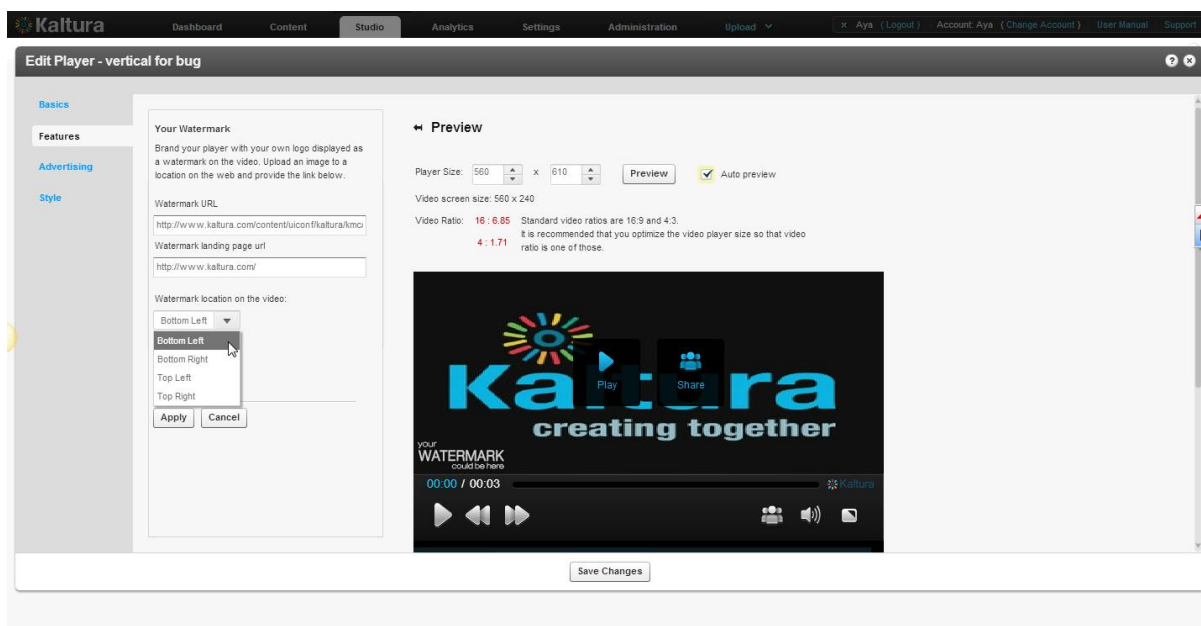 Kaltura
Dashboard Content Studio Analytics Settings Administration Upload
x Aya (Logout) Account: Aya (Change Account) User Manual Support
Edit Player - vertical for bug
Basics
Features
Advertising
Style
Your Watermark
Brand your player with your own logo displayed as
a watermark on the video. Upload an image to a
location on the web and provide the link below.
Watermark URL
http://www.kaltura.com/content/uiconf/kaltura/kmc/
Watermark landing page url
http://www.kaltura.com/
Watermark location on the video:
Bottom Left
Bottom Left
Bottom Right
Top Left
Top Right
Apply Cancel
Preview
Player Size: 560 x 610 Preview Auto preview
Video screen size: 560 x 240
Video Ratio: 16 : 6.85 Standard video ratios are 16:9 and 4:3.
It is recommended that you optimize the video player size so that video
4 : 1.71 ratio is one of those.
Kaltura
Play Share
creating together
your
WATERMARK
could be here
00:00 / 00:03 Kaltura
Save Changes